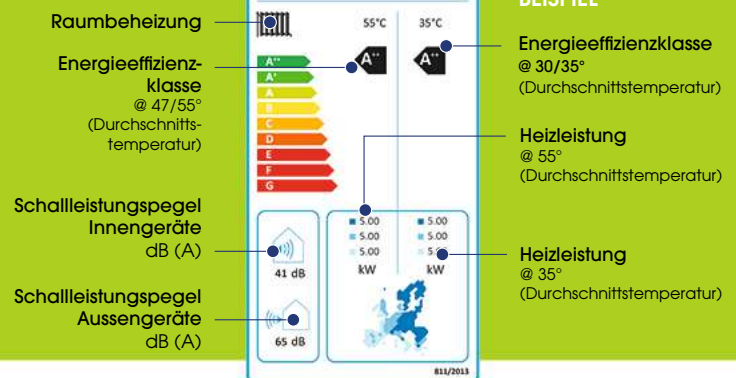 BEISPIEL
Raumbeheizung
Energieeffizienz-
klasse
@ 47/55°
(Durchschnitts-
temperatur)
Schallleistungspegel
Innengeräte
dB (A)
Schallleistungspegel
Aussengeräte
dB (A)
55°C
35°C
A++
A++
A++
A+
A
B
C
D
E
F
G
41 dB
65 dB
5.00
5.00
5.00
kW
5.00
5.00
kW
811/2013
Energieeffizienzklasse
@ 30/35°
(Durchschnittstemperatur)
Heizleistung
@ 55°
(Durchschnittstemperatur)
Heizleistung
@ 35°
(Durchschnittstemperatur)